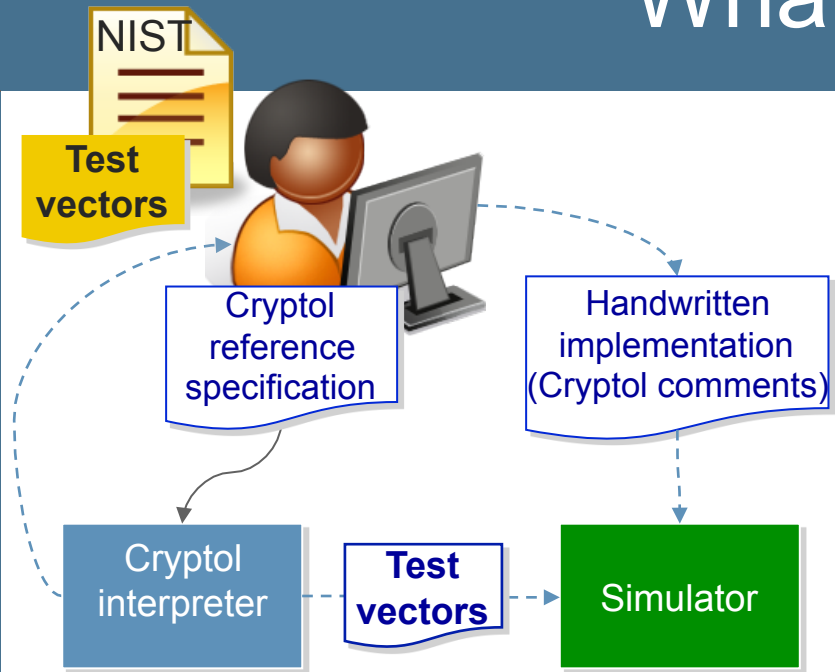 NIST
Test
vectors
Cryptol
reference
specification
Handwritten
implementation
(Cryptol comments)
Cryptol
interpreter
Test
vectors
Simulator